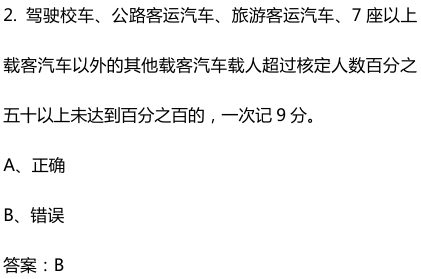 2. 驾驶校车、公路客运汽车、旅游客运汽车、7 座以上
载客汽车以外的其他载客汽车载人超过核定人数百分之
五十以上未达到百分之百的，一次记 9 分。
A、正确
B、错误
答案：B